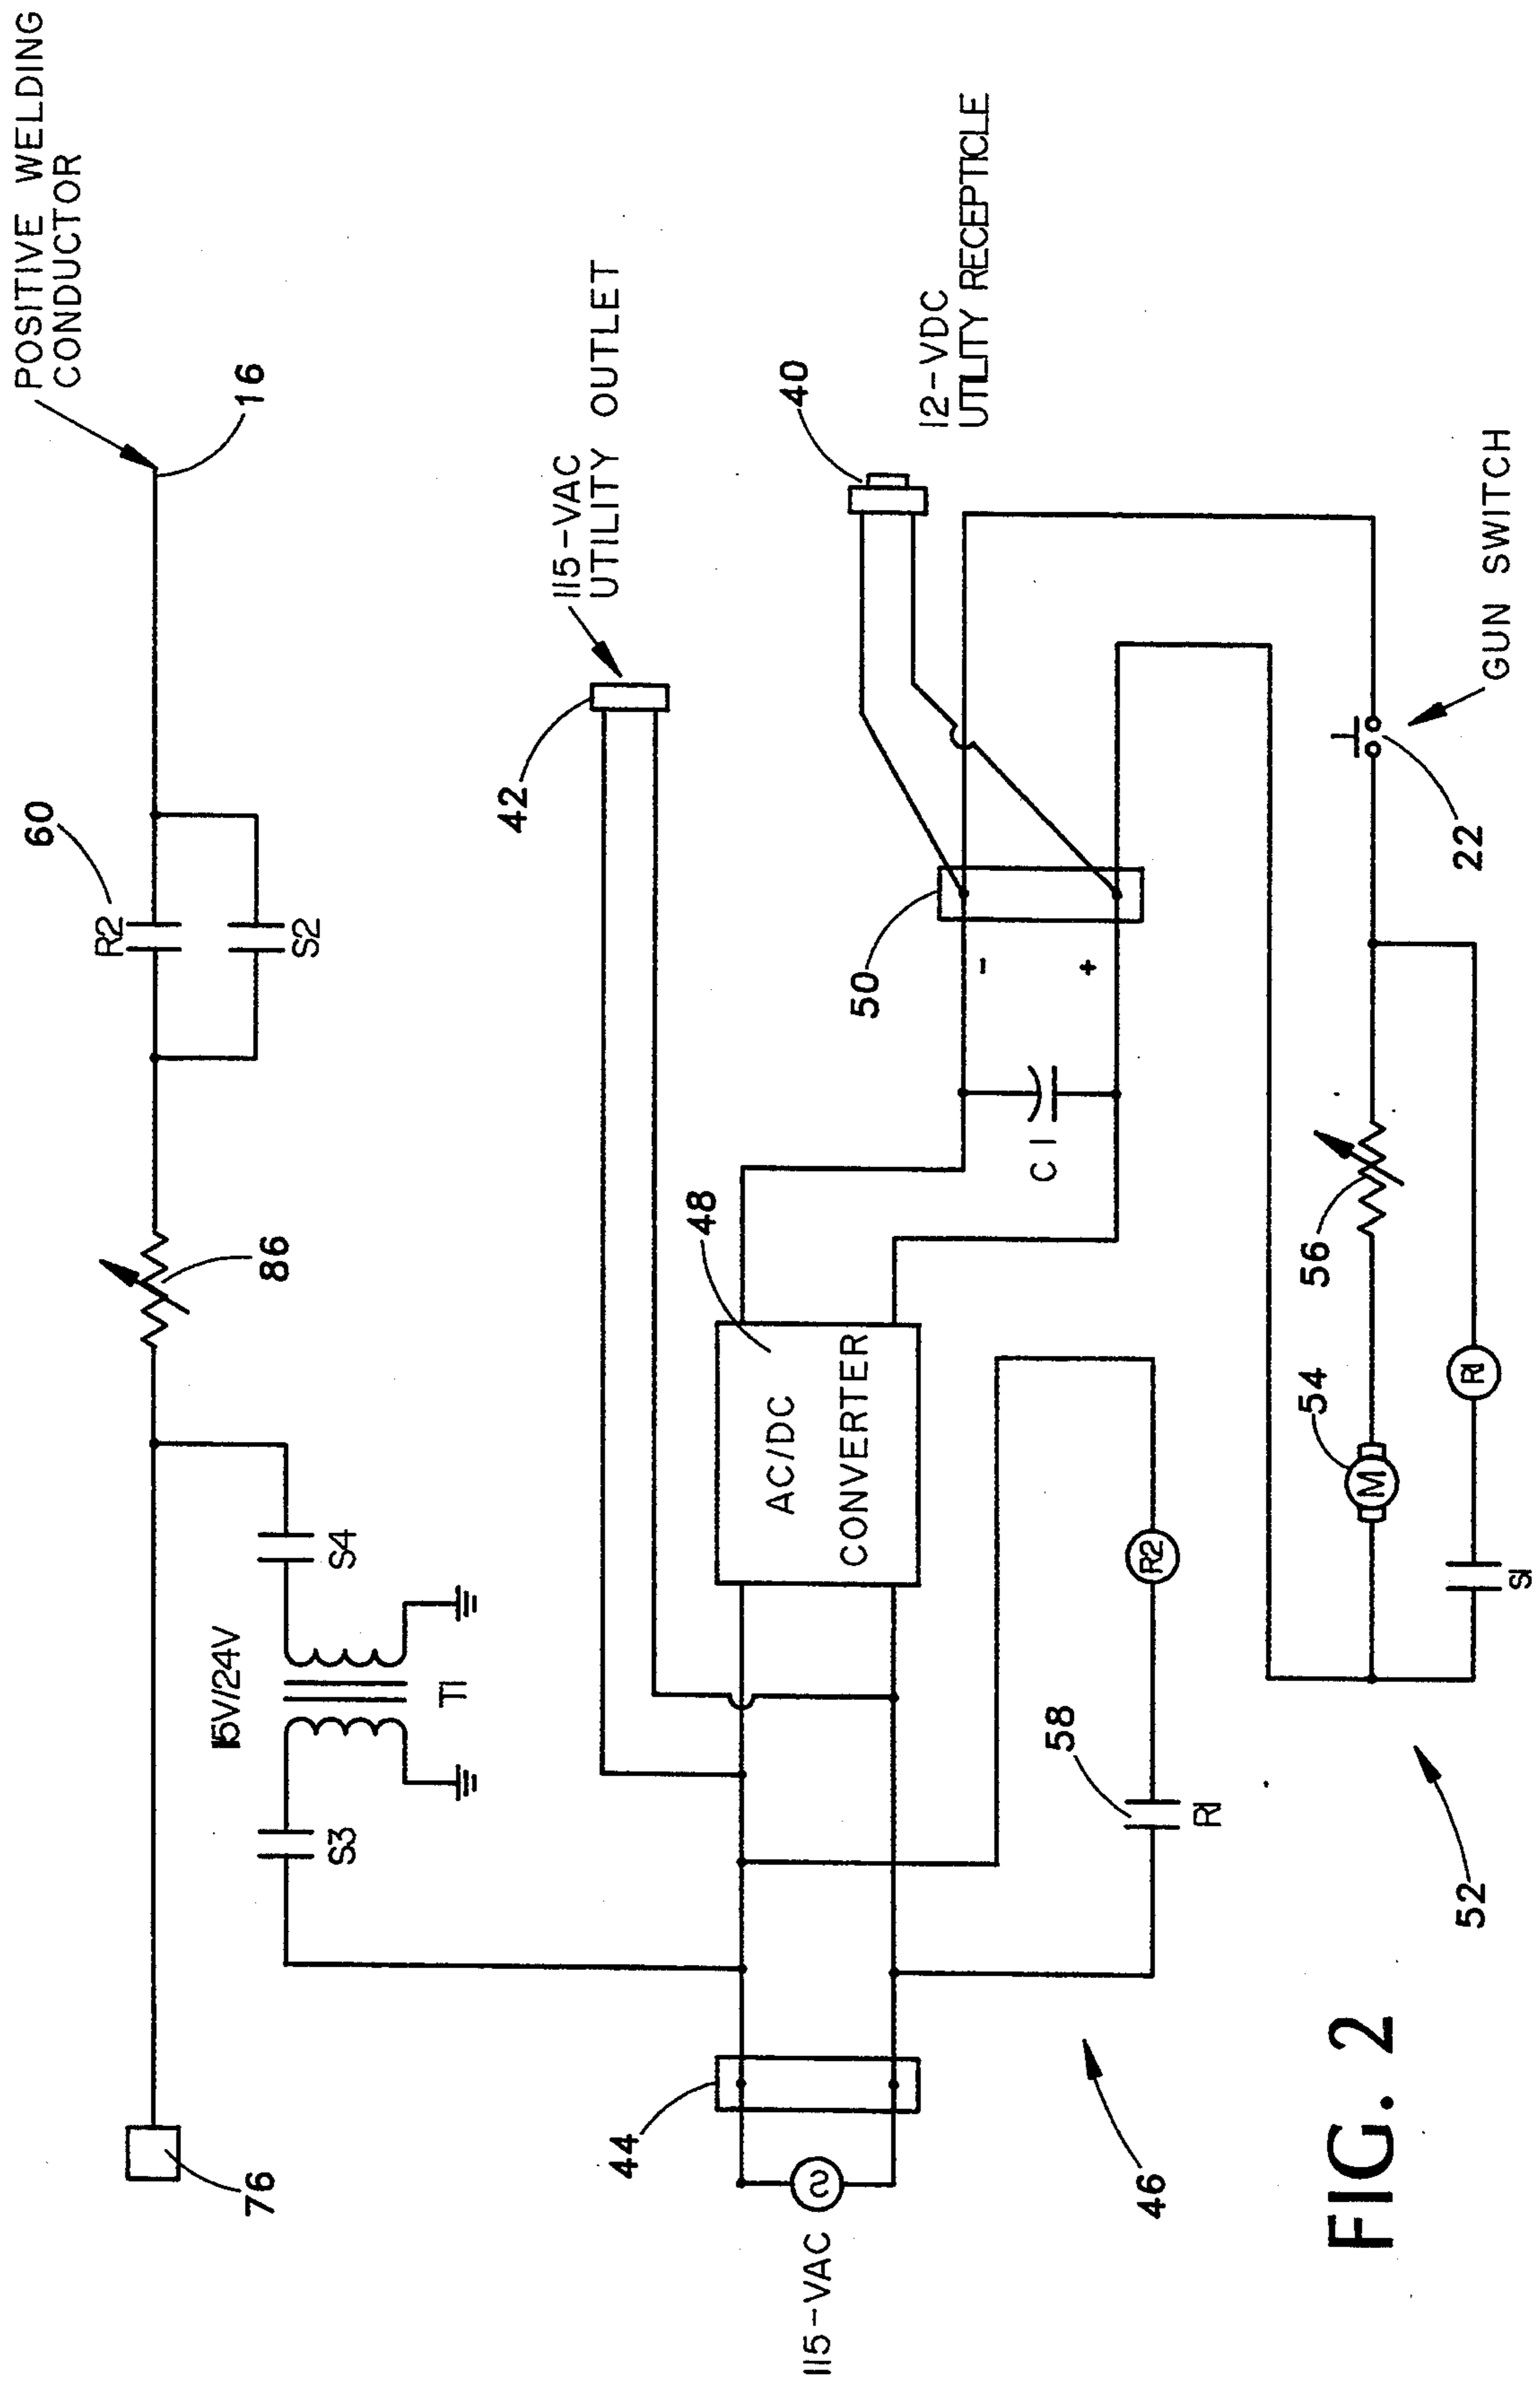 POSITIVE WELDING
CONDUCTOR
16
60
R2
S2
86
76
115-VAC
UTILITY OUTLET
42
15V/24V
S4
S3
T1
12-VDC
UTILITY RECEPTICLE
40
50
-
+
C1
48
AC/DC
CONVERTER
44
115-VAC
R2
58
R1
46
GUN SWITCH
22
56
54
M
R1
S1
52
FIG. 2